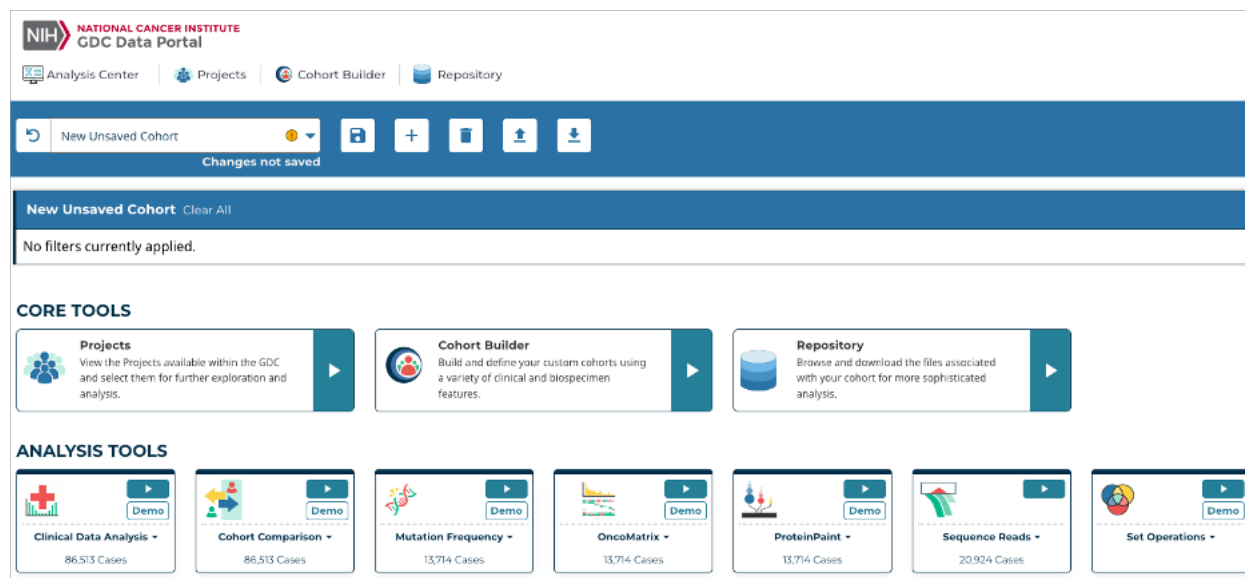 NIH NATIONAL CANCER INSTITUTE
GDC Data Portal
Analysis Center Projects Cohort Builder Repository
New Unsaved Cohort
Changes not saved
New Unsaved Cohort Clear All
No filters currently applied.
CORE TOOLS
Projects
View the Projects available within the GDC
and select them for further exploration and
analysis.
Cohort Builder
Build and define your custom cohorts using
a variety of clinical and biospecimen
features.
Repository
Browse and download the files associated
with your cohort for more sophisticated
analysis.
ANALYSIS TOOLS
Demo
Clinical Data Analysis
86,513 Cases
Demo
Cohort Comparison
86,513 Cases
Demo
Mutation Frequency
13,714 Cases
Demo
OncoMatrix
13,714 Cases
Demo
ProteinPaint
13,714 Cases
Sequence Reads
20,924 Cases
Demo
Set Operations